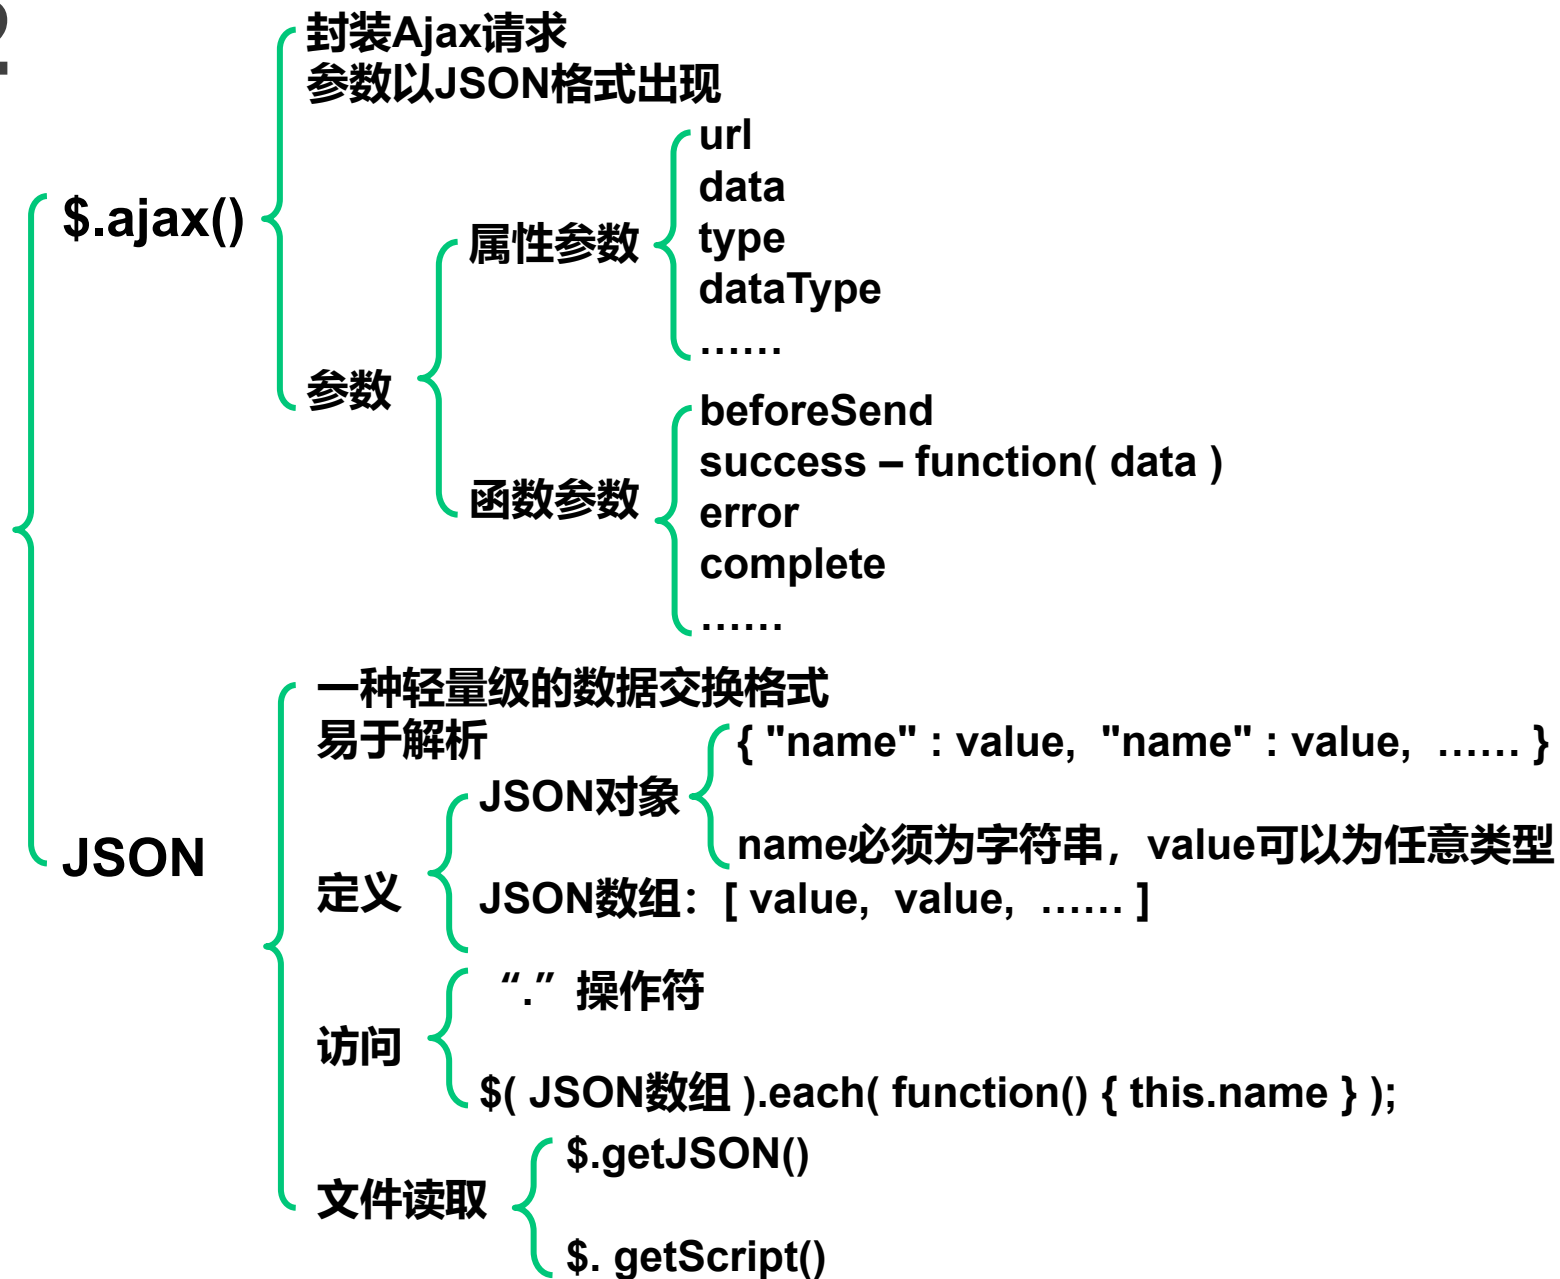 2
封装Ajax请求
参数以JSON格式出现
$.ajax()
参数
属性参数
url
data
type
dataType
……
函数参数
beforeSend
success – function( data )
error
complete
……
JSON
一种轻量级的数据交换格式
易于解析
定义
JSON对象
{ "name" : value, "name" : value, …… }
name必须为字符串，value可以为任意类型
JSON数组：[ value, value, …… ]
访问
“.”操作符
$( JSON数组 ).each( function() { this.name } );
文件读取
$.getJSON()
$. getScript()